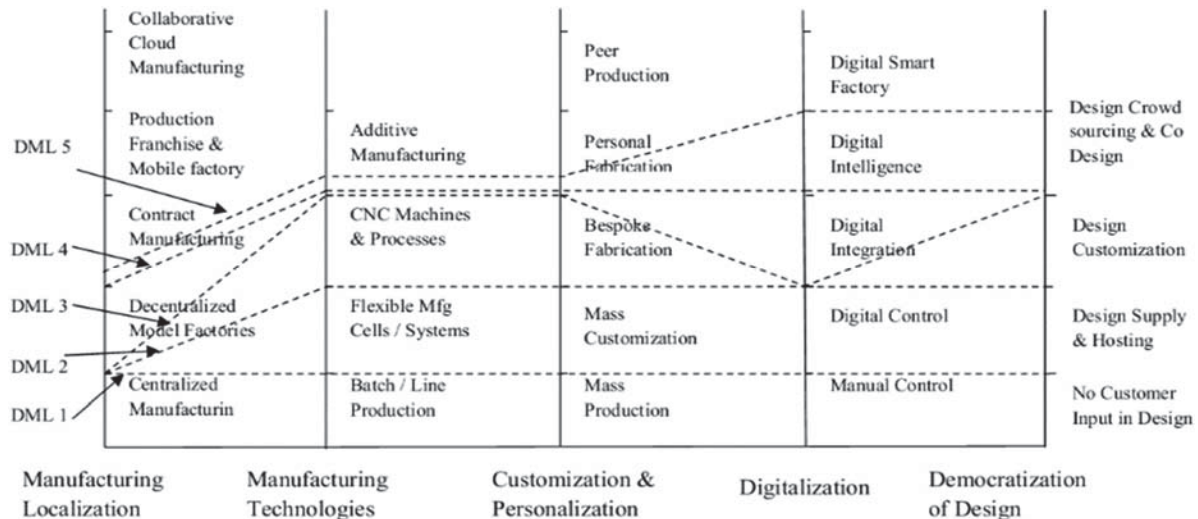 Collaborative
Cloud
Manufacturing
Production
Franchise &
Mobile factory
Contract
Manufacturing
Decentralized
Model Factories
Centralized
Manufacturin
Additive
Manufacturing
CNC Machines
& Processes
Flexible Mfg
Cells / Systems
Batch / Line
Production
Peer
Production
Personal
Fabrication
Bespoke
Fabrication
Mass
Customization
Mass
Production
Digital Smart
Factory
Digital
Intelligence
Digital
Integration
Digital Control
Manual Control
Design Crowd
sourcing & Co
Design
Design
Customization
Design Supply
& Hosting
No Customer
Input in Design
DML 5
DML 4
DML 3
DML 2
DML 1
Manufacturing
Localization
Manufacturing
Technologies
Customization &
Personalization
Digitalization
Democratization
of Design